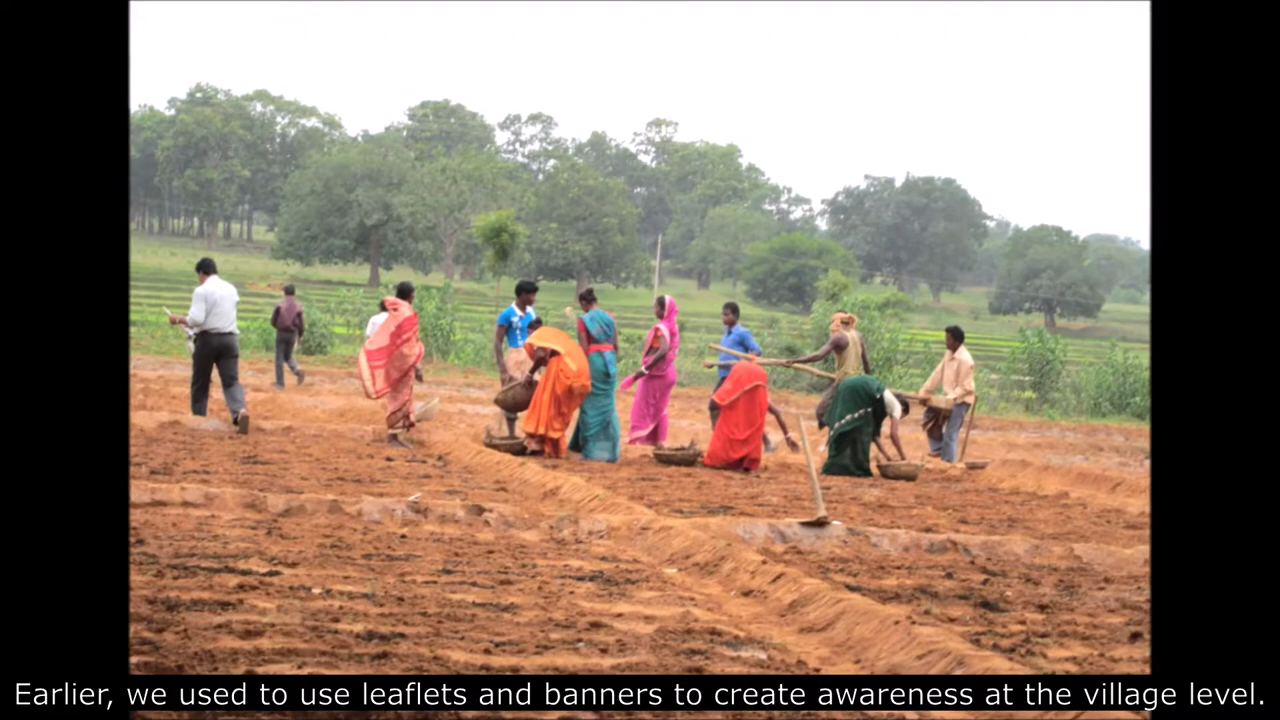 Earlier, we used to use leaflets and banners to create awareness at the village level.